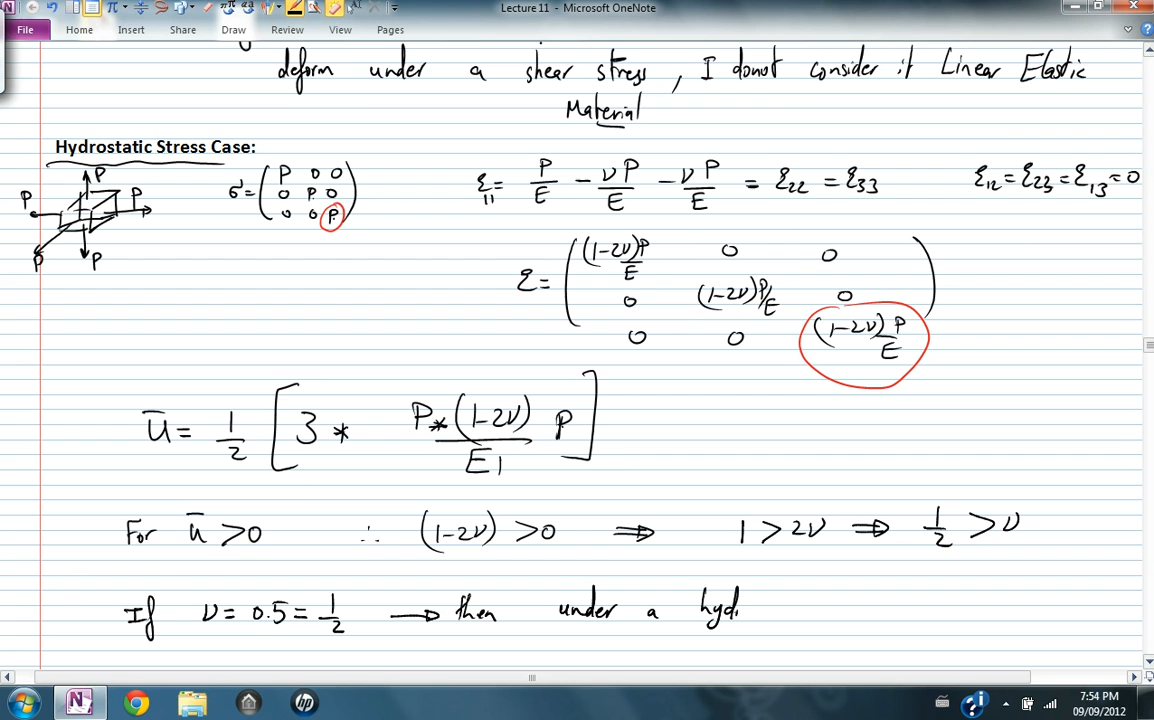 Lecture 11 - Microsoft OneNote
File Home Insert Share Draw Review View Pages
deform under a shear stress, I donot consider it Linear Elastic
Material
Hydrostatic Stress Case:
P P P P P
σ = ( P 0 0
0 P 0
0 0 P )
ε11 = P/E - νP/E - νP/E = ε22 = ε33 ε12 = ε23 = ε13 = 0
ε = ( (1-2ν)P/E 0 0
0 (1-2ν)P/E 0
0 0 (1-2ν)P/E )
ū = 1/2 [ 3 * P*(1-2ν)/E P ]
For ū > 0 ∴ (1-2ν) > 0 ⇒ 1 > 2ν ⇒ 1/2 > ν
If ν = 0.5 = 1/2 → then under a hyd
7:54 PM
09/09/2012